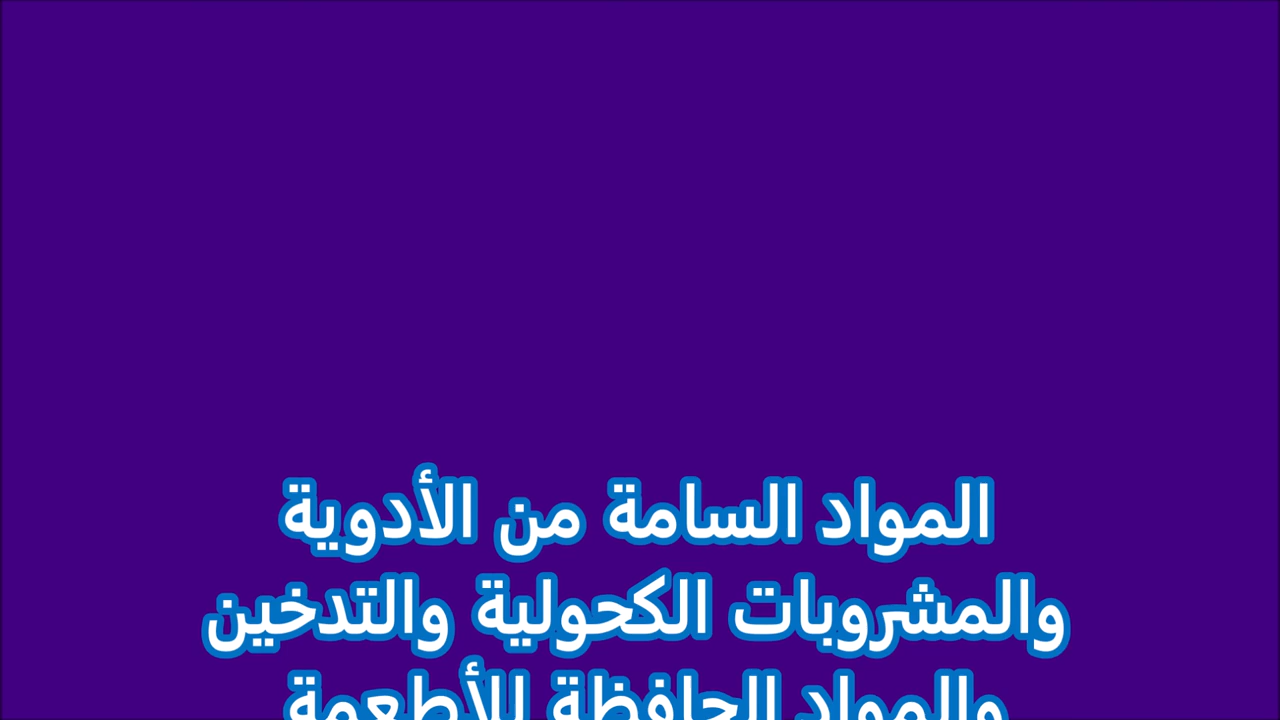 المواد السامة من الأدوية
والمشروبات الكحولية والتدخين
والمواد الحافظة للأطعمة